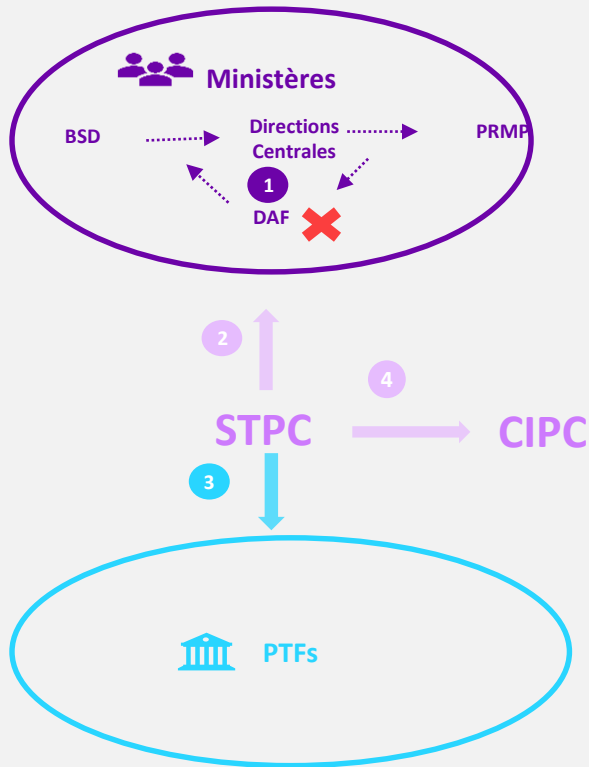 Ministères
BSD
Directions
Centrales
PRMP
1
DAF
2
4
STPC
CIPC
3
PTFs